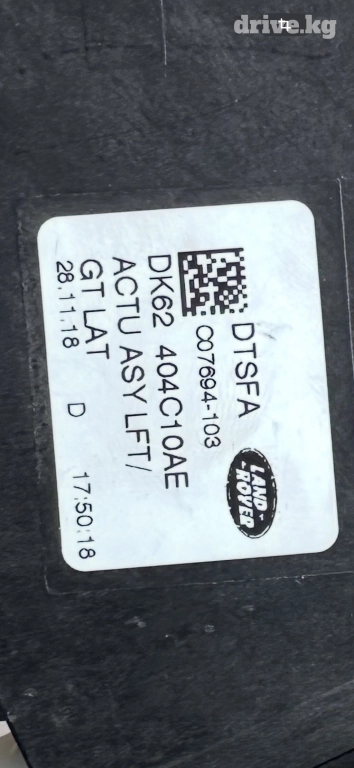 drive.kg
DTSFA
C07694-103
LAND
ROVER
DK62 404C10AE
ACTU ASY LFT/
GT LAT
28.11.18 D 17:50:18